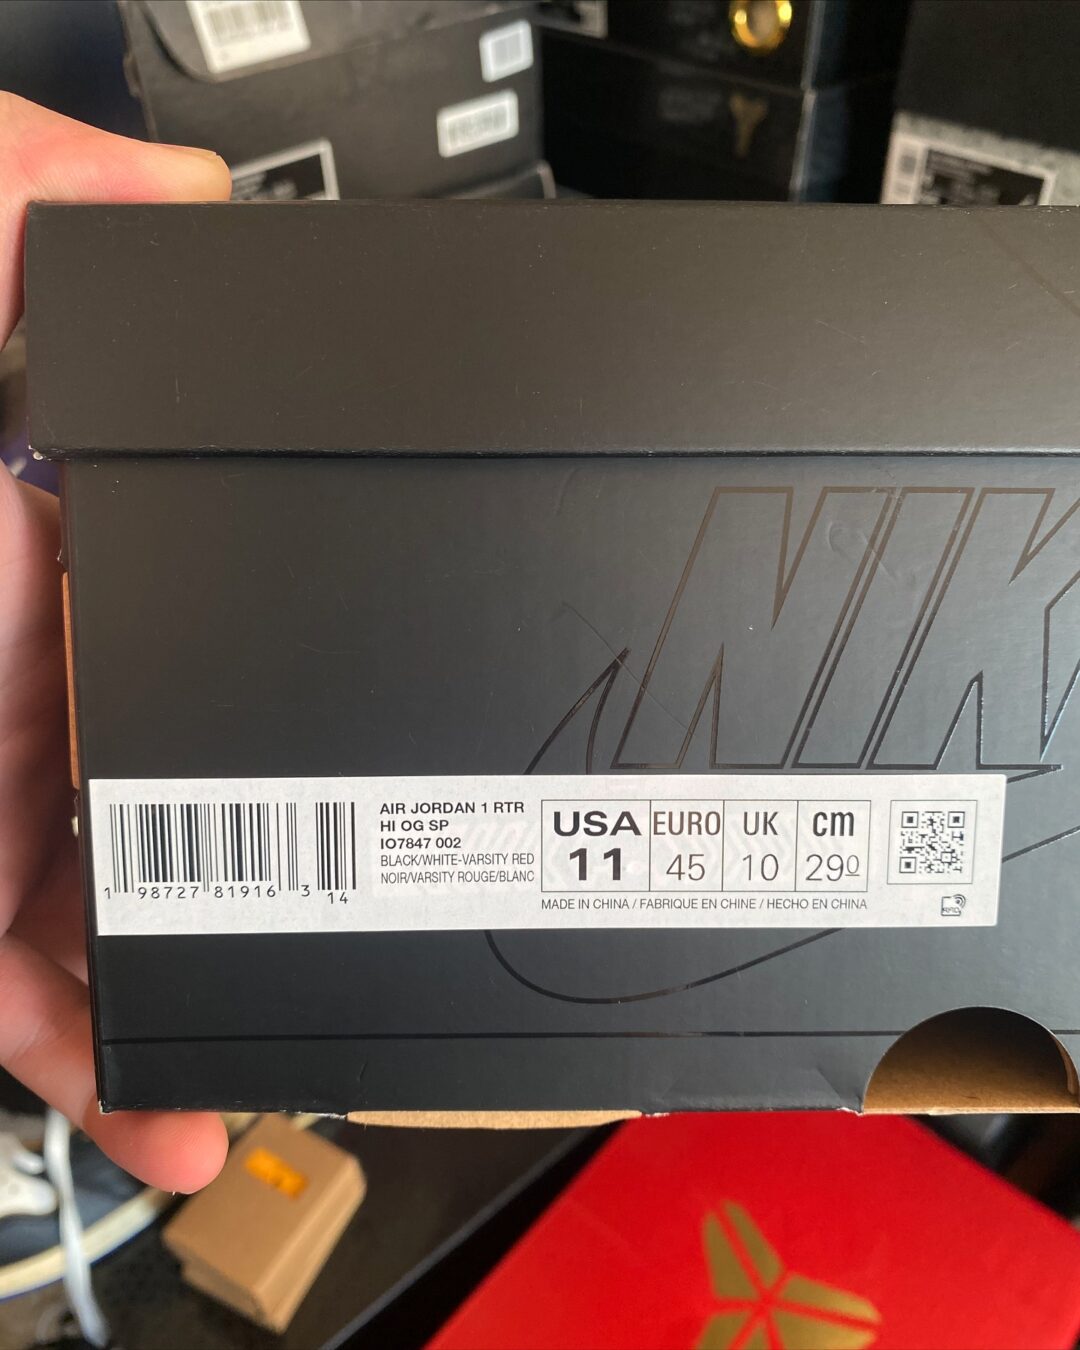 NIK
AIR JORDAN 1 RTR
HI OG SP
IO7847 002
BLACK/WHITE-VARSITY RED
NOIR/VARSITY ROUGE/BLANC
1 98727 81916 3 14
USA EURO UK cm
11 45 10 290
MADE IN CHINA / FABRIQUE EN CHINE / HECHO EN CHINA